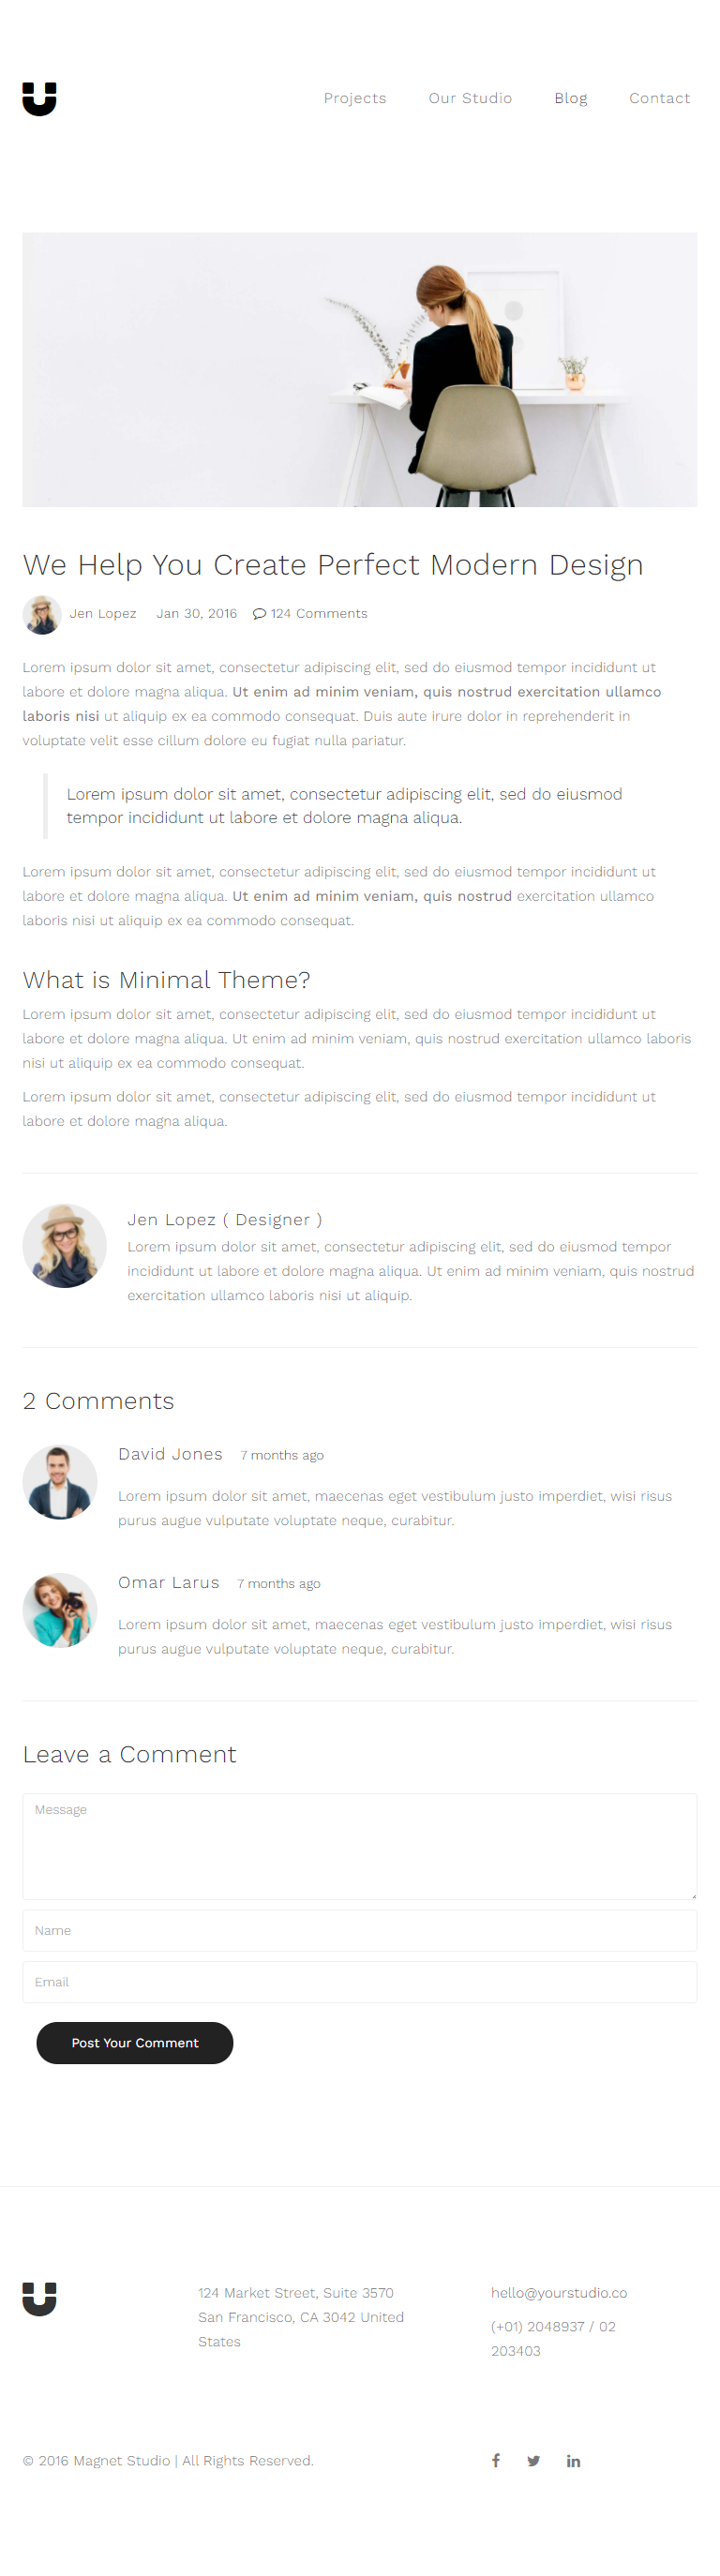 Projects Our Studio Blog Contact
We Help You Create Perfect Modern Design
Jen Lopez Jan 30, 2016 124 Comments
Lorem ipsum dolor sit amet, consectetur adipiscing elit, sed do eiusmod tempor incididunt ut
labore et dolore magna aliqua. Ut enim ad minim veniam, quis nostrud exercitation ullamco
laboris nisi ut aliquip ex ea commodo consequat. Duis aute irure dolor in reprehenderit in
voluptate velit esse cillum dolore eu fugiat nulla pariatur.
Lorem ipsum dolor sit amet, consectetur adipiscing elit, sed do eiusmod
tempor incididunt ut labore et dolore magna aliqua.
Lorem ipsum dolor sit amet, consectetur adipiscing elit, sed do eiusmod tempor incididunt ut
labore et dolore magna aliqua. Ut enim ad minim veniam, quis nostrud exercitation ullamco
laboris nisi ut aliquip ex ea commodo consequat.
What is Minimal Theme?
Lorem ipsum dolor sit amet, consectetur adipiscing elit, sed do eiusmod tempor incididunt ut
labore et dolore magna aliqua. Ut enim ad minim veniam, quis nostrud exercitation ullamco laboris
nisi ut aliquip ex ea commodo consequat.
Lorem ipsum dolor sit amet, consectetur adipiscing elit, sed do eiusmod tempor incididunt ut
labore et dolore magna aliqua.
Jen Lopez ( Designer )
Lorem ipsum dolor sit amet, consectetur adipiscing elit, sed do eiusmod tempor
incididunt ut labore et dolore magna aliqua. Ut enim ad minim veniam, quis nostrud
exercitation ullamco laboris nisi ut aliquip.
2 Comments
David Jones 7 months ago
Lorem ipsum dolor sit amet, maecenas eget vestibulum justo imperdiet, wisi risus
purus augue vulputate voluptate neque, curabitur.
Omar Larus 7 months ago
Lorem ipsum dolor sit amet, maecenas eget vestibulum justo imperdiet, wisi risus
purus augue vulputate voluptate neque, curabitur.
Leave a Comment
Message
Name
Email
Post Your Comment
124 Market Street, Suite 3570
San Francisco, CA 3042 United
States
hello@yourstudio.co
(+01) 2048937 / 02
203403
© 2016 Magnet Studio | All Rights Reserved.